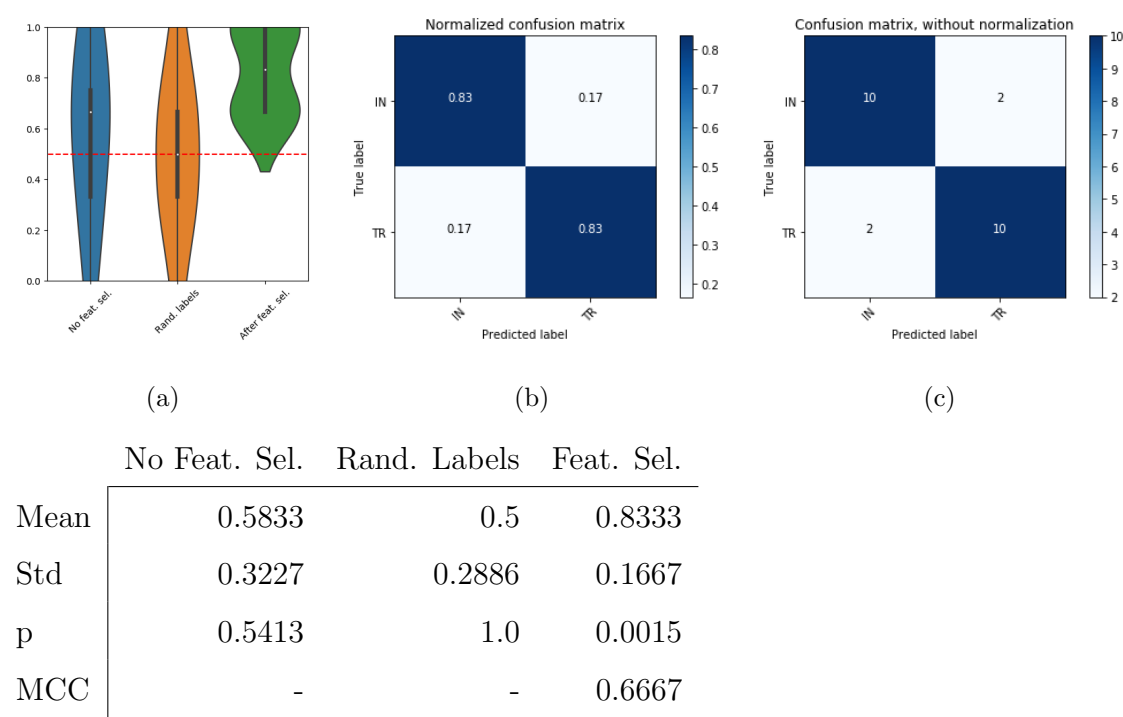 1.0
0.8
0.6
0.4
0.2
0.0
No feat. sel.
Rand. labels
After feat. sel.
(a)
Normalized confusion matrix
True label
IN
TR
0.83 0.17
0.17 0.83
IN TR
Predicted label
0.8
0.7
0.6
0.5
0.4
0.3
0.2
(b)
Confusion matrix, without normalization
True label
IN
TR
10 2
2 10
IN TR
Predicted label
10
9
8
7
6
5
4
3
2
(c)
No Feat. Sel. Rand. Labels Feat. Sel.
Mean 0.5833 0.5 0.8333
Std 0.3227 0.2886 0.1667
p 0.5413 1.0 0.0015
MCC - - 0.6667